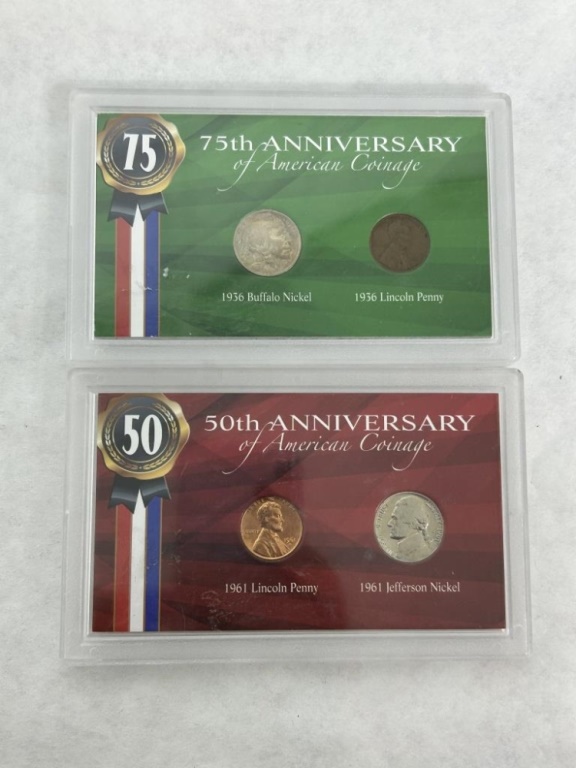 75
75th ANNIVERSARY
of American Coinage
1936 Buffalo Nickel
1936 Lincoln Penny
50
50th ANNIVERSARY
of American Coinage
1961 Lincoln Penny
1961 Jefferson Nickel